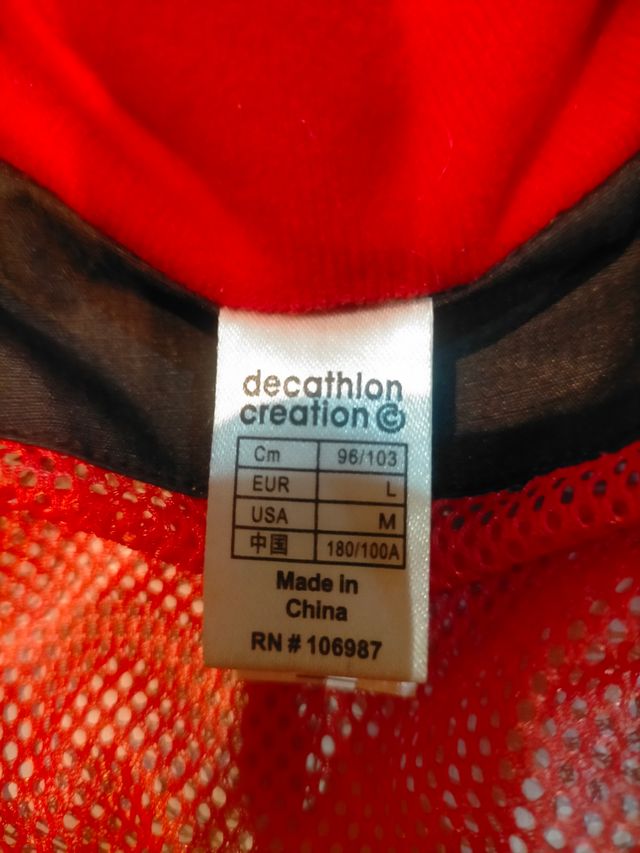 decathlon
creation ©
Cm 96/103
EUR L
USA M
中国 180/100A
Made in
China
RN # 106987